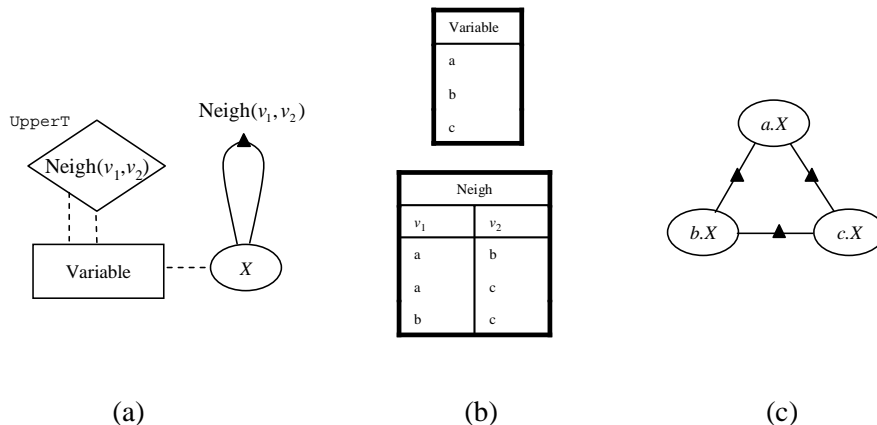 UpperT
Neigh(v₁,v₂)
Variable
X
Neigh(v₁,v₂)
(a)
Variable
a
b
c
Neigh
v₁ v₂
a b
a c
b c
(b)
a.X
b.X c.X
(c)